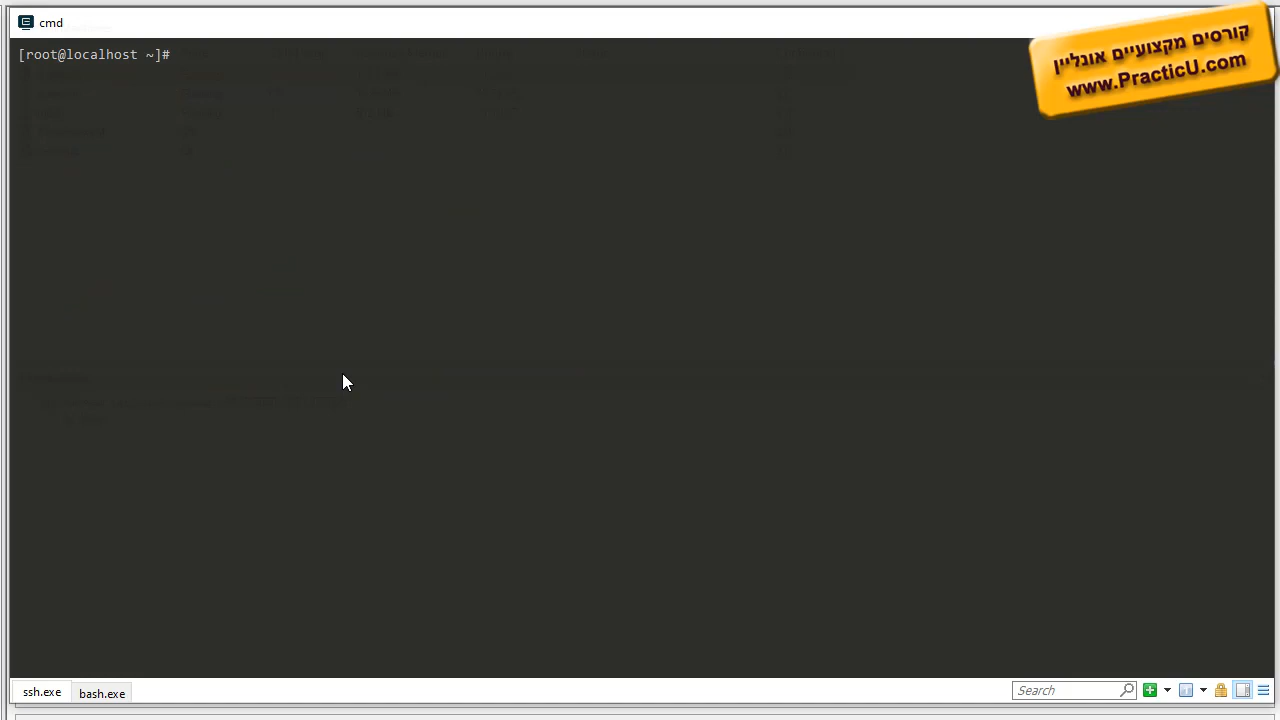 cmd
[root@localhost ~]#
קורסים מקצועיים אונליין
www.PracticU.com
ssh.exe
bash.exe
Search